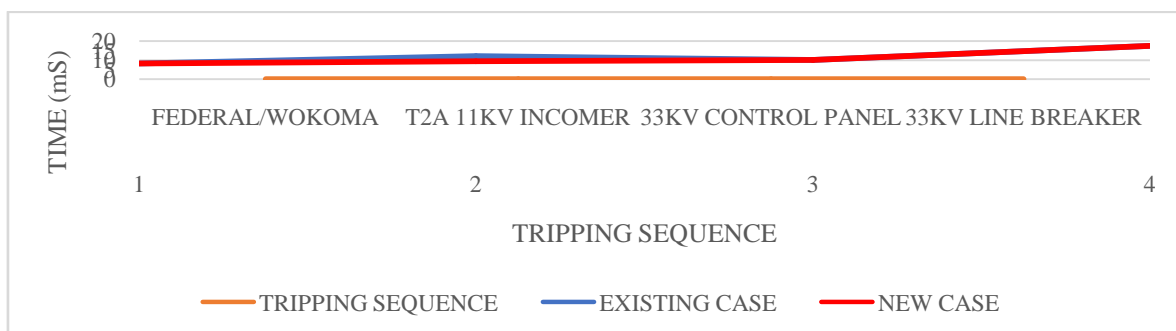 TIME (mS)
20
15
10
5
0
FEDERAL/WOKOMA T2A 11KV INCOMER 33KV CONTROL PANEL 33KV LINE BREAKER
1 2 3 4
TRIPPING SEQUENCE
TRIPPING SEQUENCE EXISTING CASE NEW CASE